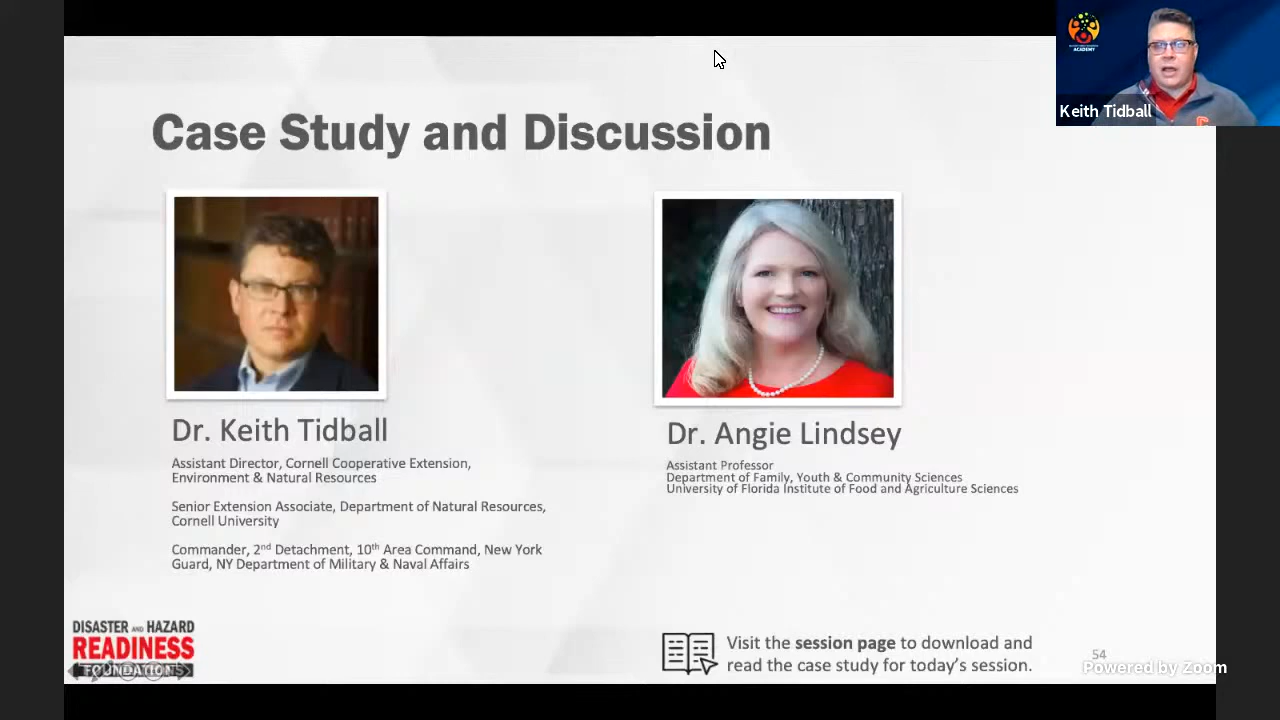 ACADEMY
Keith Tidball
Case Study and Discussion
Dr. Keith Tidball
Assistant Director, Cornell Cooperative Extension,
Environment & Natural Resources
Senior Extension Associate, Department of Natural Resources,
Cornell University
Commander, 2nd Detachment, 10th Area Command, New York
Guard, NY Department of Military & Naval Affairs
Dr. Angie Lindsey
Assistant Professor
Department of Family, Youth & Community Sciences
University of Florida Institute of Food and Agriculture Sciences
DISASTER AND HAZARD
READINESS
FOUNDATIONS
Visit the session page to download and
read the case study for today's session.
54
Powered by Zoom